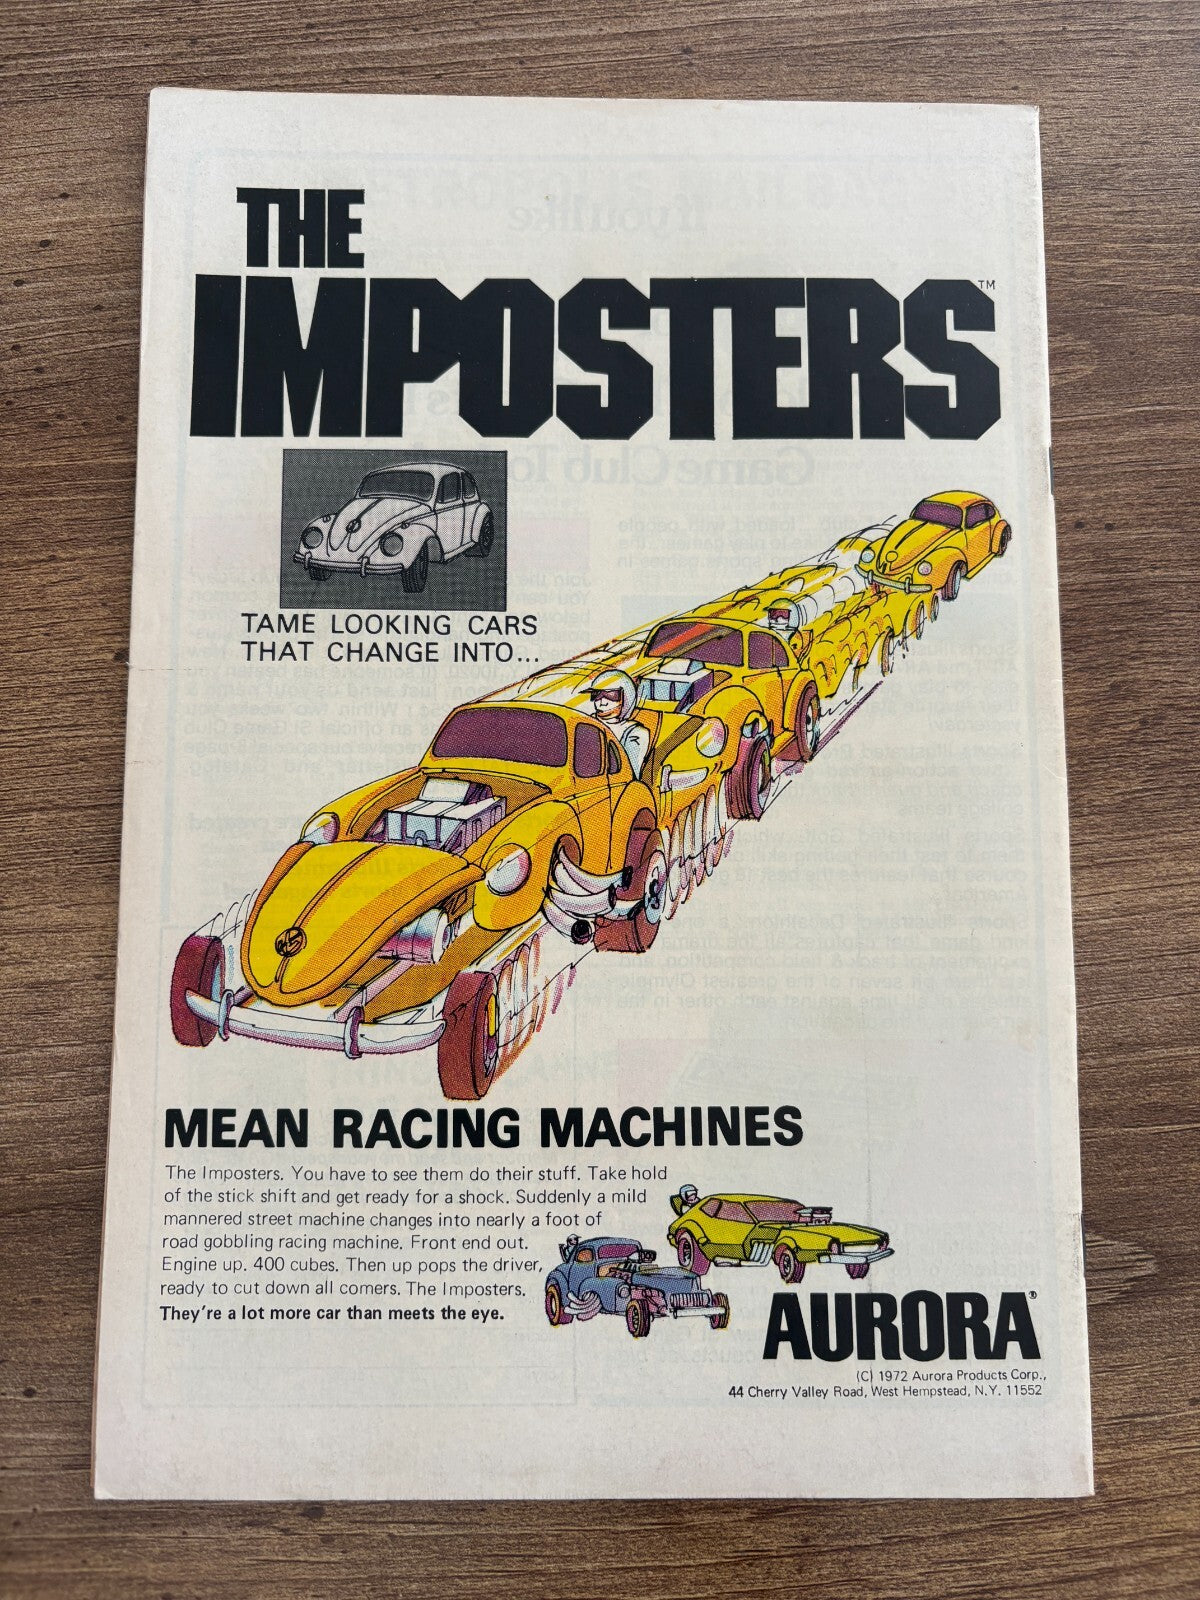 THE
IMPOSTERS™
TAME LOOKING CARS
THAT CHANGE INTO...
MEAN RACING MACHINES
The Imposters. You have to see them do their stuff. Take hold
of the stick shift and get ready for a shock. Suddenly a mild
mannered street machine changes into nearly a foot of
road gobbling racing machine. Front end out.
Engine up. 400 cubes. Then up pops the driver,
ready to cut down all comers. The Imposters.
They're a lot more car than meets the eye.
AURORA®
(C) 1972 Aurora Products Corp.,
44 Cherry Valley Road, West Hempstead, N.Y. 11552